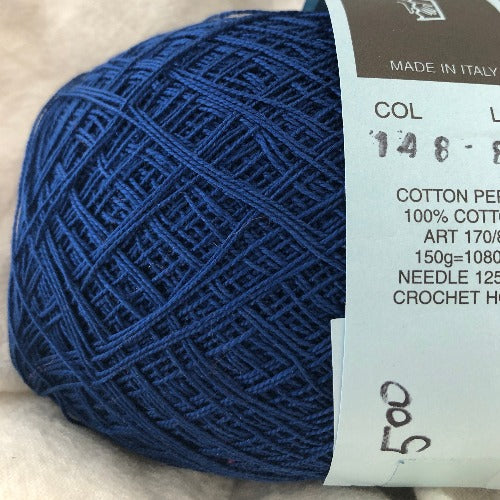 MADE IN ITALY
COL L
148-8
COTTON PER
100% COTTO
ART 170/8
150g=1080
NEEDLE 125
CROCHET HO
500